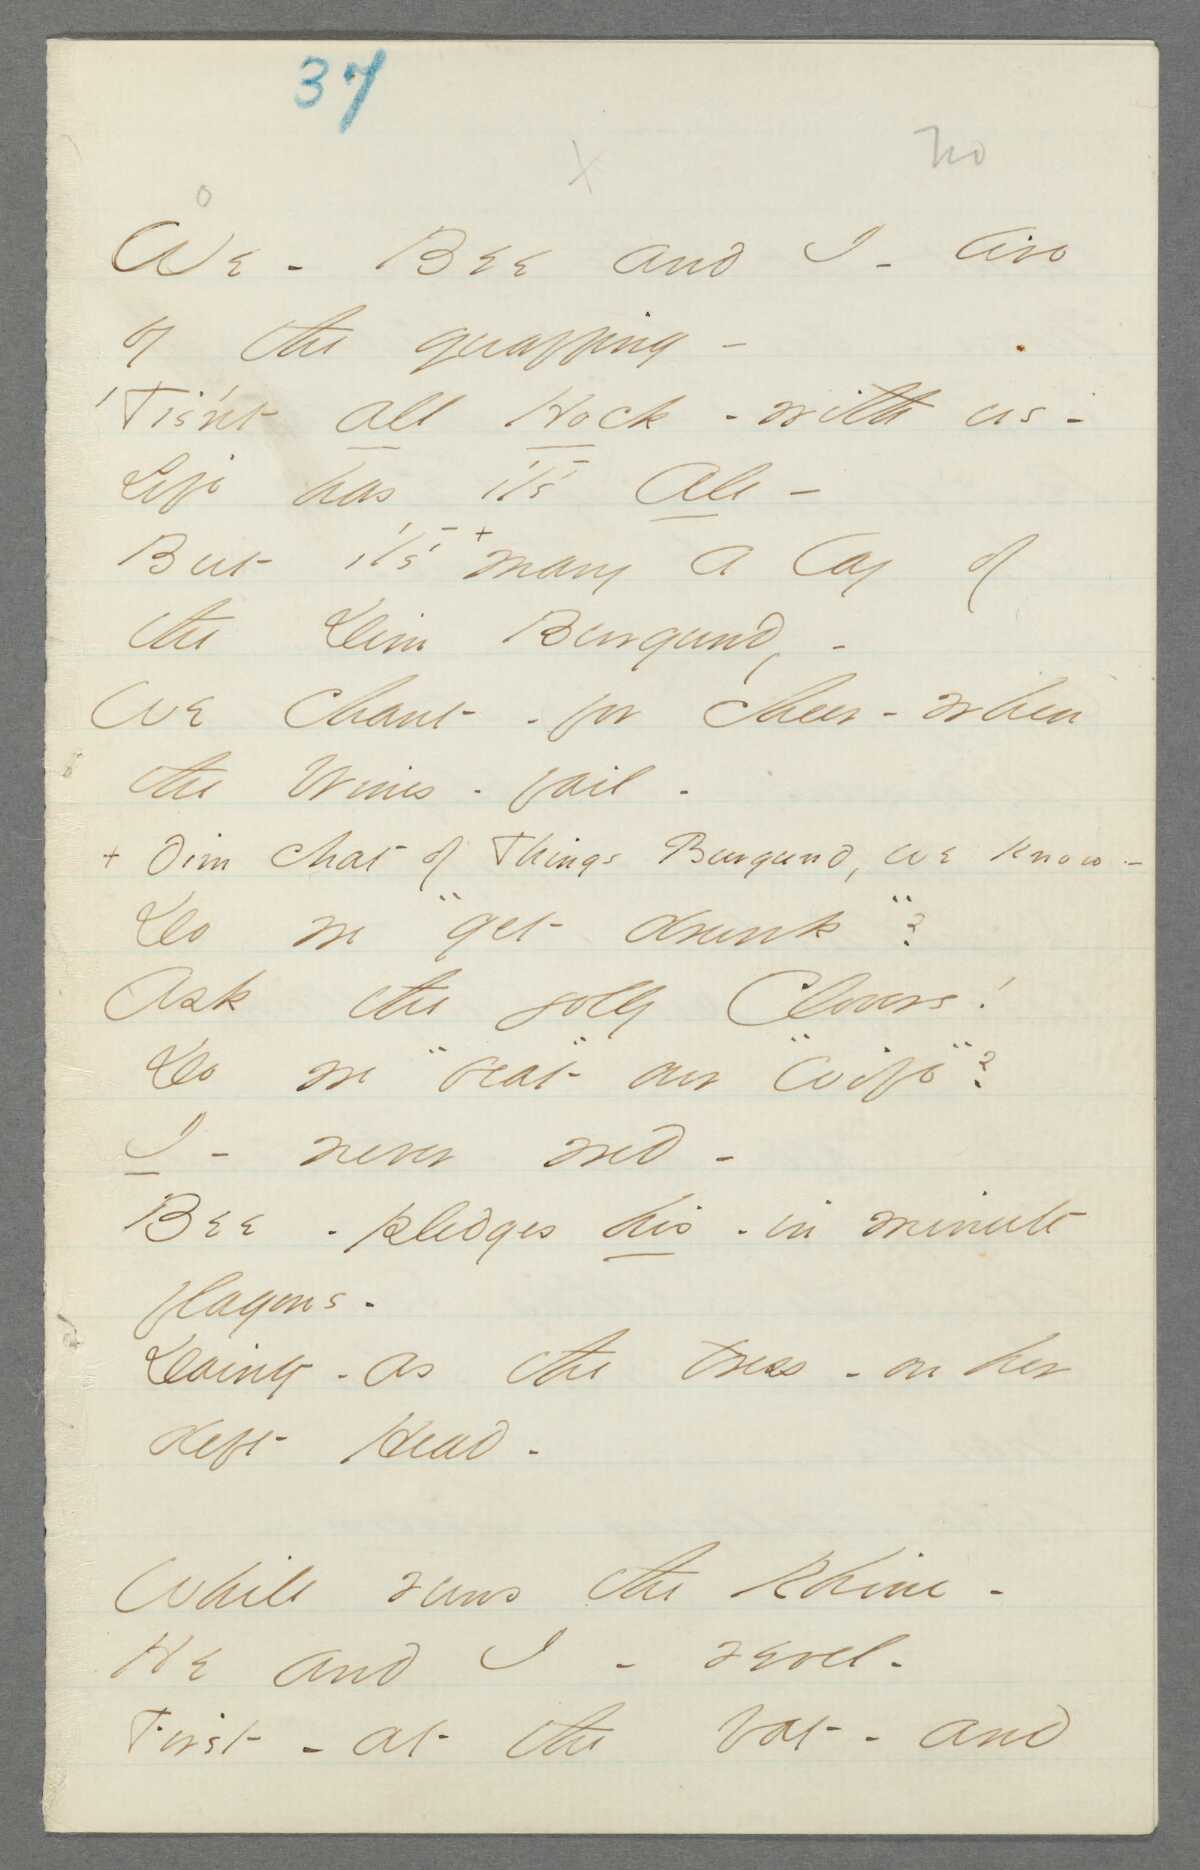 37
x no
o
We - Bee and I - live
by the quaffing -
'Tis'nt all Hock - with us -
Life has it's Ale -
But it's + many a Lay of
the Dim Burgundy -
We chant - for cheer - when
the Wines - fail -
+ Dim chat of Things Burgund, we know -
Do we "get drunk"?
Ask the jolly Clovers!
Do we "beat" our "Wife"?
I - never wed -
Bee - pledges his - in minute
flagons -
Dainty - as the tress - on her
deft Head -
While runs the Rhine -
He and I - revel -
First - at the Vat - and